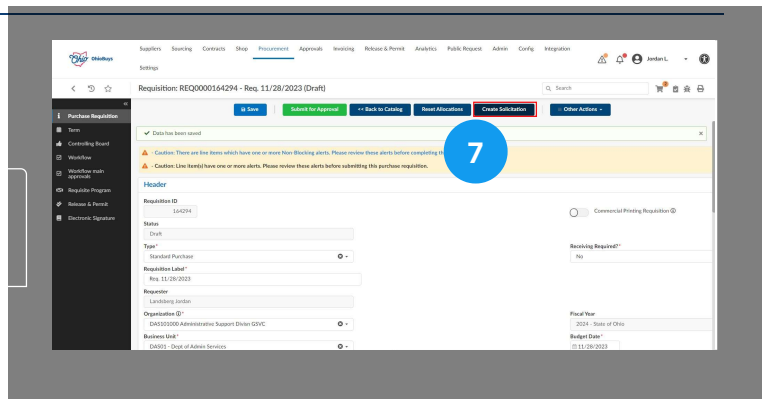 Suppliers Sourcing Contracts Shop Procurement Approvals Invoicing Release & Permit Analytics Public Request Admin Config Integration
Ohio OhioBuys
Jordan L.
Settings
Requisition: REQ0000164294 - Req. 11/28/2023 (Draft)
Search
Save Submit for Approval << Back to Catalog Reset Allocations Create Solicitation Other Actions
Purchase Requisition
Term
Controlling Board
Workflow
Workflow main approvals
Requisite Program
Release & Permit
Electronic Signature
Data has been saved
- Caution: There are line items which have one or more Non-Blocking alerts. Please review these alerts before completing
- Caution: Line item(s) have one or more alerts. Please review these alerts before submitting this purchase requisition.
7
Header
Requisition ID
164294
Commercial Printing Requisition
Status
Draft
Type*
Receiving Required?*
Standard Purchase
No
Requisition Label*
Req. 11/28/2023
Requester
Landsberg Jordan
Organization *
Fiscal Year
DAS101000 Administrative Support Divisn GSVC
2024 - State of Ohio
Business Unit*
Budget Date*
DAS01 - Dept of Admin Services
11/28/2023